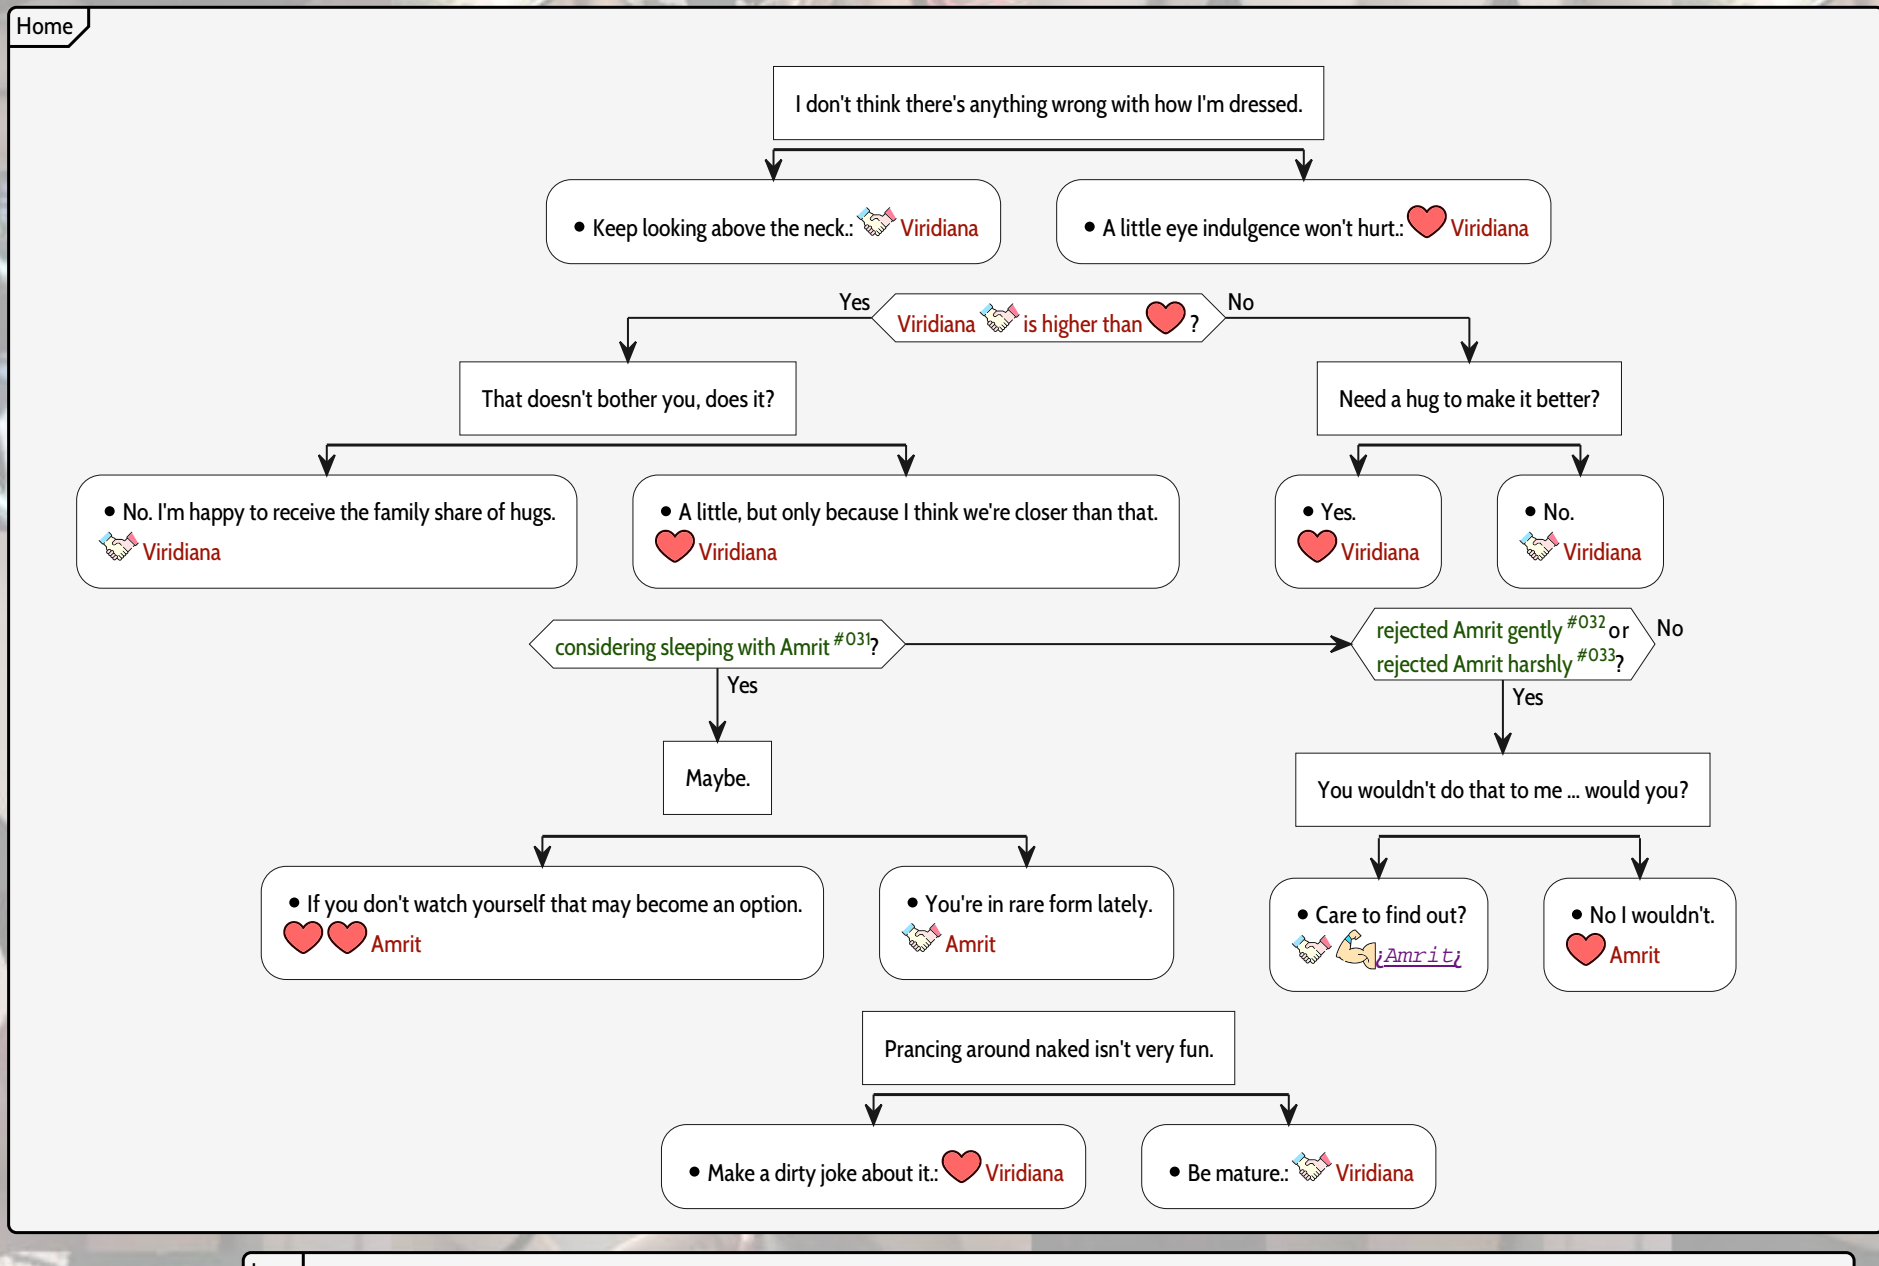 Home
I don't think there's anything wrong with how I'm dressed.
• Keep looking above the neck.: Viridiana
• A little eye indulgence won't hurt.: Viridiana
Yes
Viridiana is higher than ?
No
That doesn't bother you, does it?
Need a hug to make it better?
• No. I'm happy to receive the family share of hugs.
Viridiana
• A little, but only because I think we're closer than that.
Viridiana
• Yes.
Viridiana
• No.
Viridiana
considering sleeping with Amrit #031?
rejected Amrit gently #032 or
rejected Amrit harshly #033?
No
Yes
Yes
Maybe.
You wouldn't do that to me ... would you?
• If you don't watch yourself that may become an option.
Amrit
• You're in rare form lately.
Amrit
• Care to find out?
¿Amrit¿
• No I wouldn't.
Amrit
Prancing around naked isn't very fun.
• Make a dirty joke about it.: Viridiana
• Be mature.: Viridiana